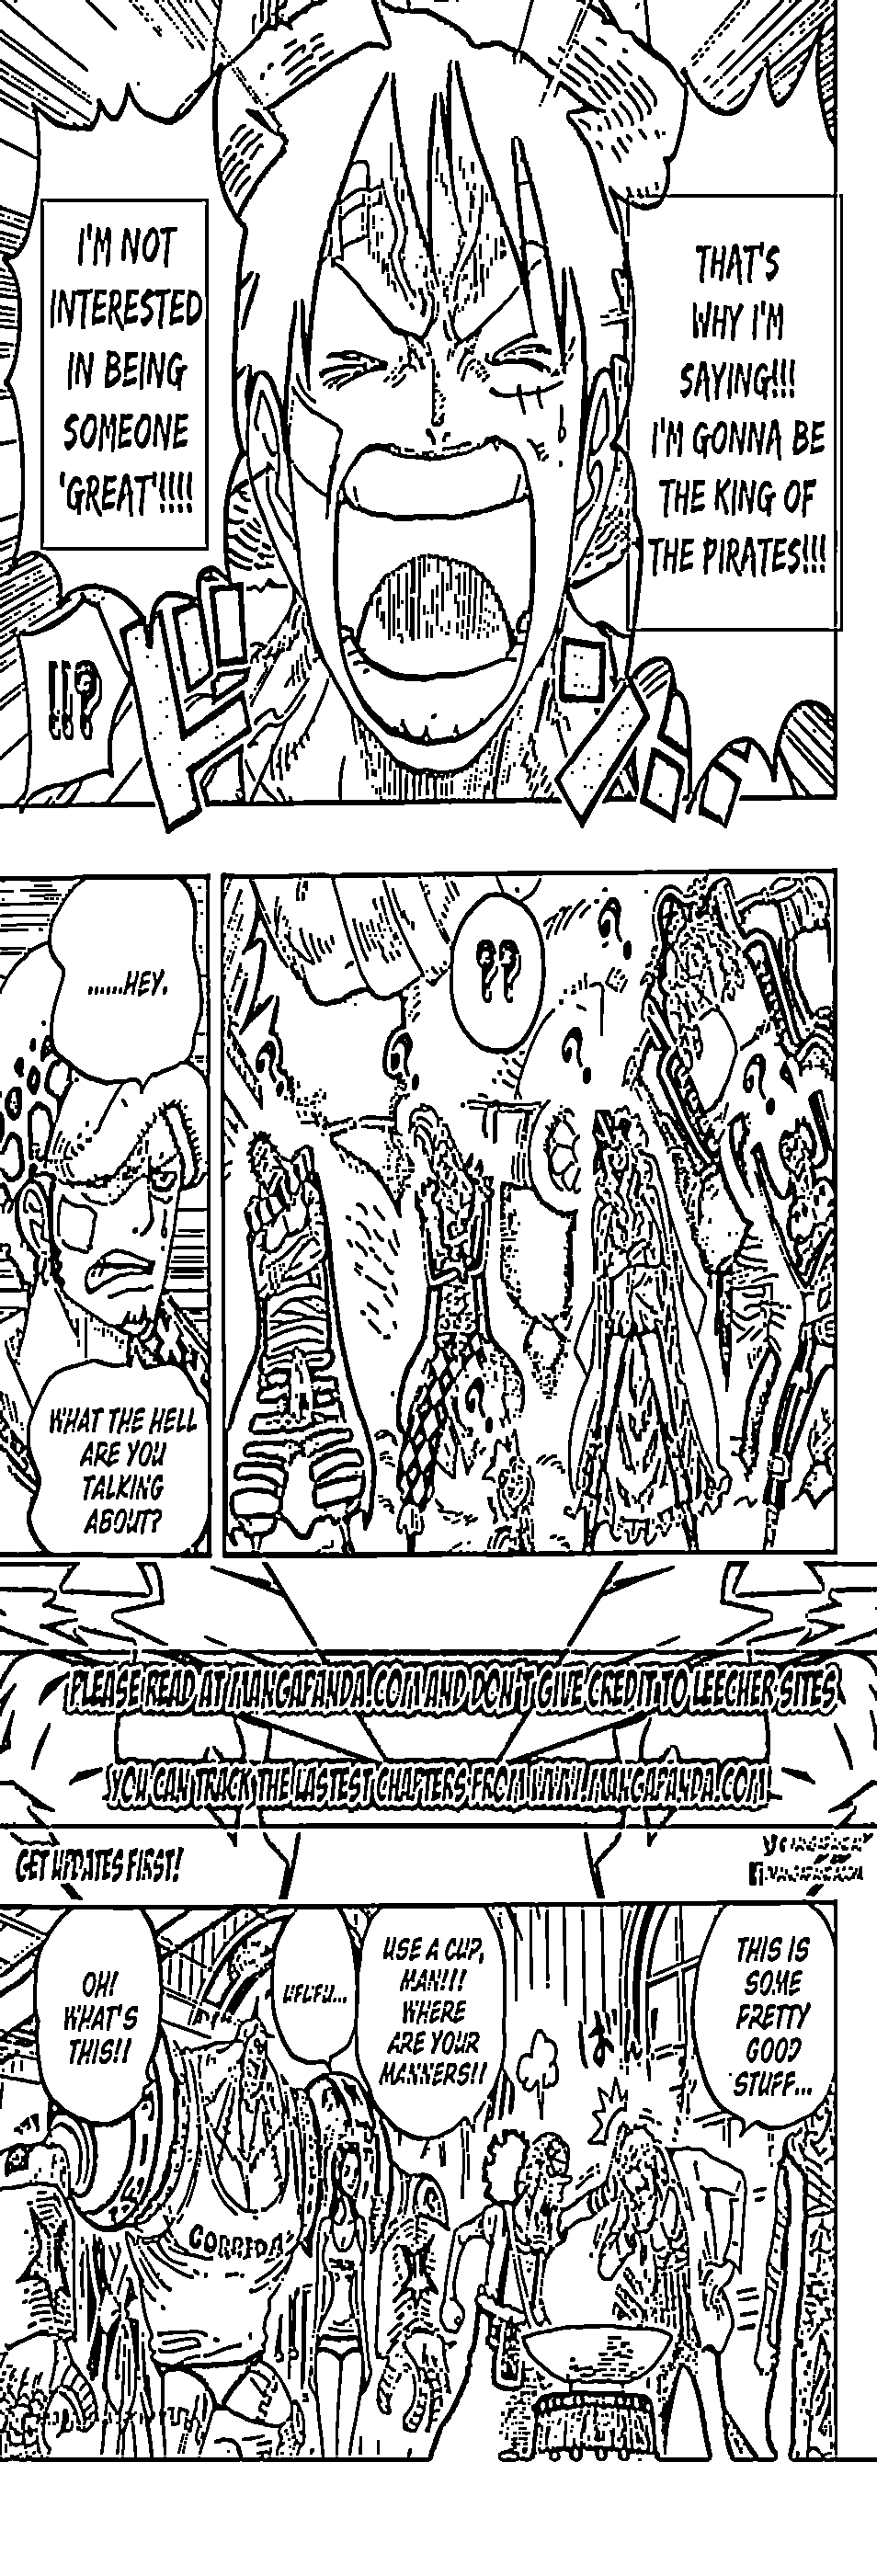 THAT'S
WHY I'M
SAYING!!!
I'M GONNA BE
THE KING OF
THE PIRATES!!!
I'M NOT
INTERESTED
IN BEING
SOMEONE
'GREAT'!!!!
!!?
??
......HEY.
WHAT THE HELL
ARE YOU
TALKING
ABOUT?
PLEASE READ AT MANGAPANDA.COM AND DON'T GIVE CREDIT TO LEECHER SITES
YOU CAN TRACK THE LASTEST CHAPTERS FROM WWW.MANGAPANDA.COM
GET UPDATES FIRST!
THIS IS
SOME
PRETTY
GOOD
STUFF...
USE A CUP,
MAN!!!
WHERE
ARE YOUR
MANNERS!!
UFUFU...
OH!
WHAT'S
THIS!!
CORRIDA